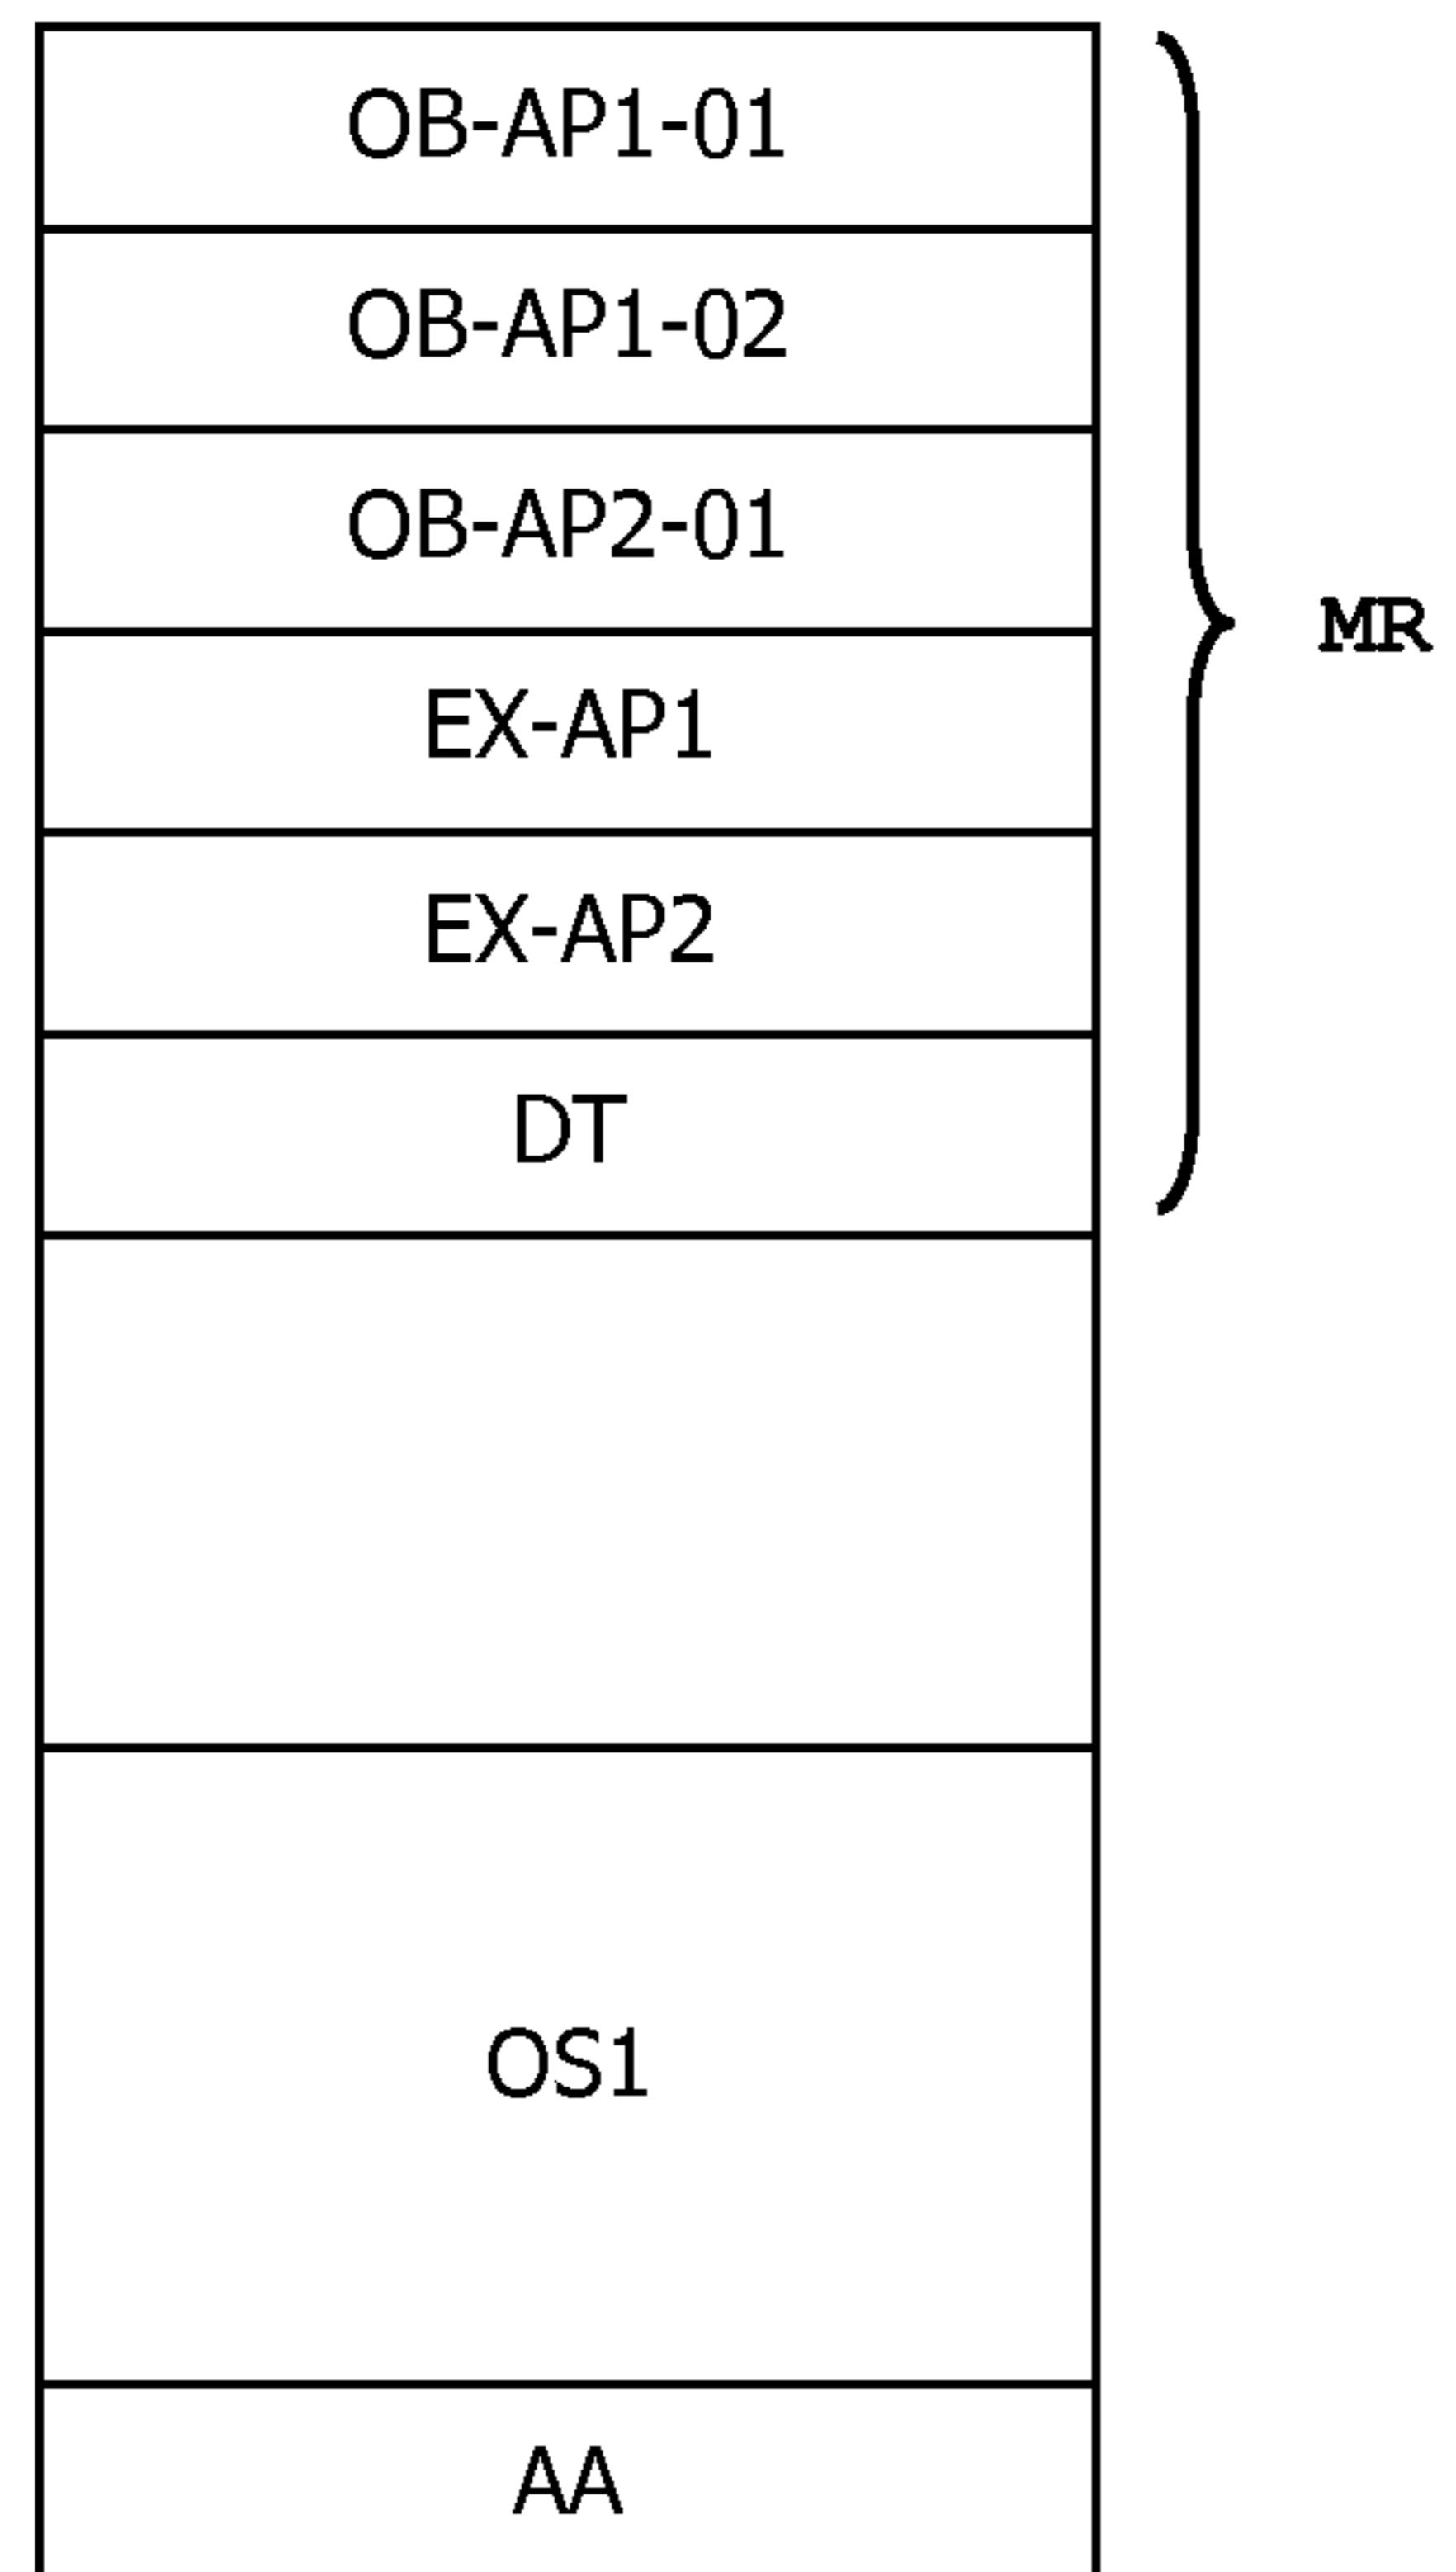 OB-AP1-01
OB-AP1-02
OB-AP2-01
EX-AP1
MR
EX-AP2
DT
OS1
AA